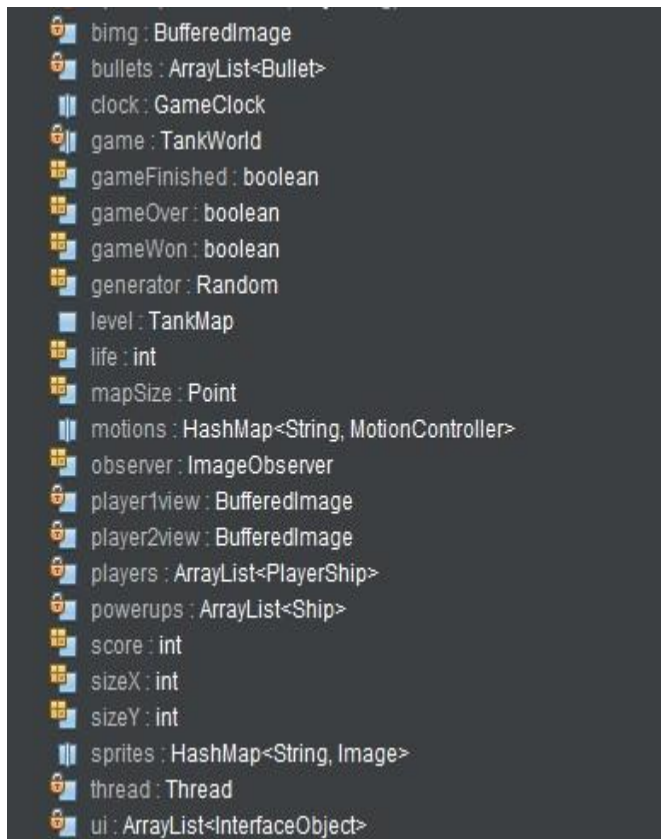 bimg : BufferedImage
bullets : ArrayList<Bullet>
clock : GameClock
game : TankWorld
gameFinished : boolean
gameOver : boolean
gameWon : boolean
generator : Random
level : TankMap
life : int
mapSize : Point
motions : HashMap<String, MotionController>
observer : ImageObserver
player1view : BufferedImage
player2view : BufferedImage
players : ArrayList<PlayerShip>
powerups : ArrayList<Ship>
score : int
sizeX : int
sizeY : int
sprites : HashMap<String, Image>
thread : Thread
ui : ArrayList<InterfaceObject>